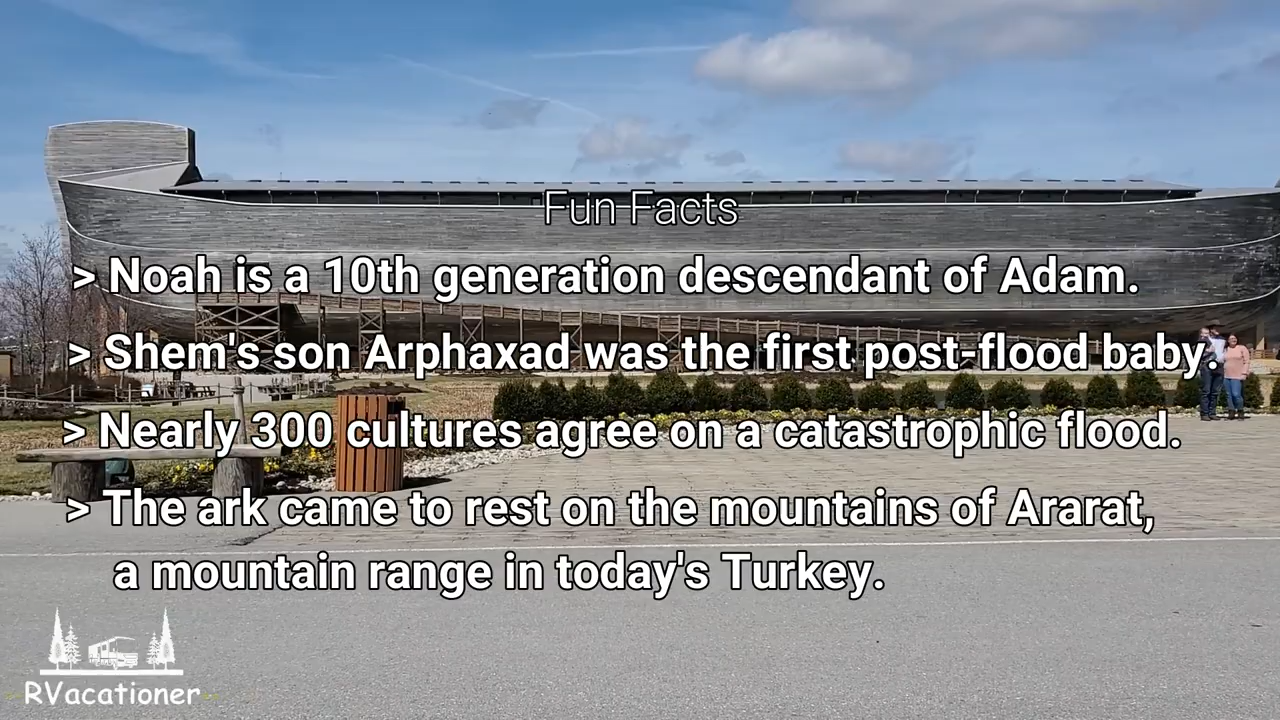 Fun Facts
> Noah is a 10th generation descendant of Adam.
> Shem's son Arphaxad was the first post-flood baby.
> Nearly 300 cultures agree on a catastrophic flood.
> The ark came to rest on the mountains of Ararat,
a mountain range in today's Turkey.
RVacationer